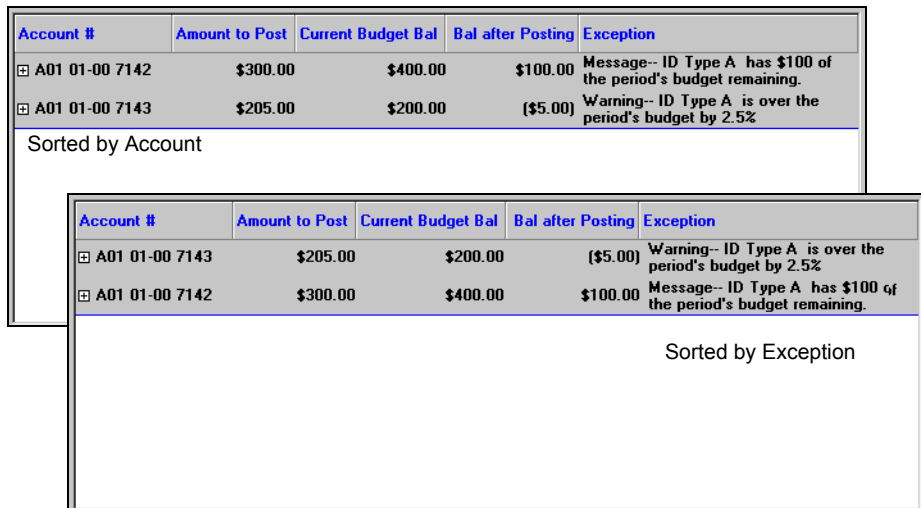 Account # Amount to Post Current Budget Bal Bal after Posting Exception
A01 01-00 7142 $300.00 $400.00 $100.00 Message-- ID Type A has $100 of
the period's budget remaining.
A01 01-00 7143 $205.00 $200.00 ($5.00) Warning-- ID Type A is over the
period's budget by 2.5%
Sorted by Account
Account # Amount to Post Current Budget Bal Bal after Posting Exception
A01 01-00 7143 $205.00 $200.00 ($5.00) Warning-- ID Type A is over the
period's budget by 2.5%
A01 01-00 7142 $300.00 $400.00 $100.00 Message-- ID Type A has $100 of
the period's budget remaining.
Sorted by Exception